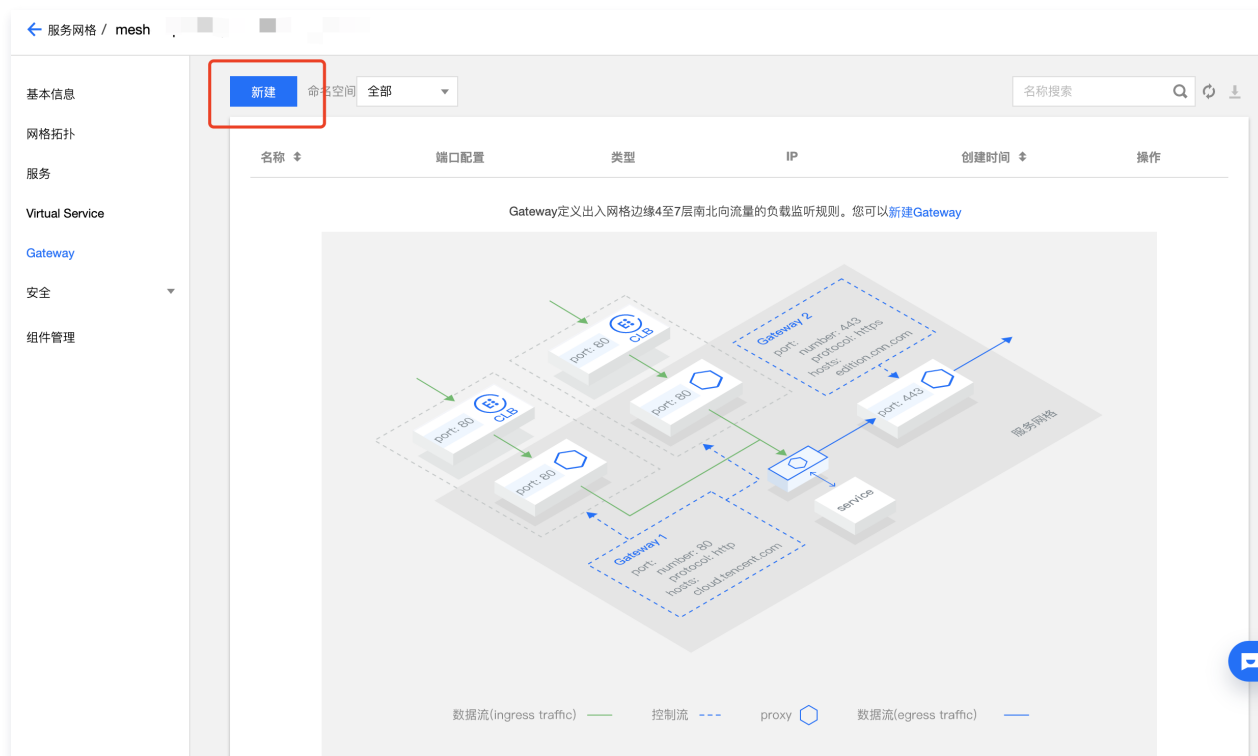 服务网格 / mesh
基本信息
网格拓扑
服务
Virtual Service
Gateway
安全
组件管理
新建 命名空间 全部 名称搜索
名称 端口配置 类型 IP 创建时间 操作
Gateway定义出入网格边缘4至7层南北向流量的负载监听规则。您可以新建Gateway
CLB
port: 80
port: 80
CLB
port: 80
port: 80
Gateway 2
port: number: 443
protocol: https
hosts:
edition.cnn.com
port: 443
服务网格
service
Gateway 1
port: number: 80
protocol: http
hosts:
cloud.tencent.com
数据流(ingress traffic) 控制流 proxy 数据流(egress traffic)